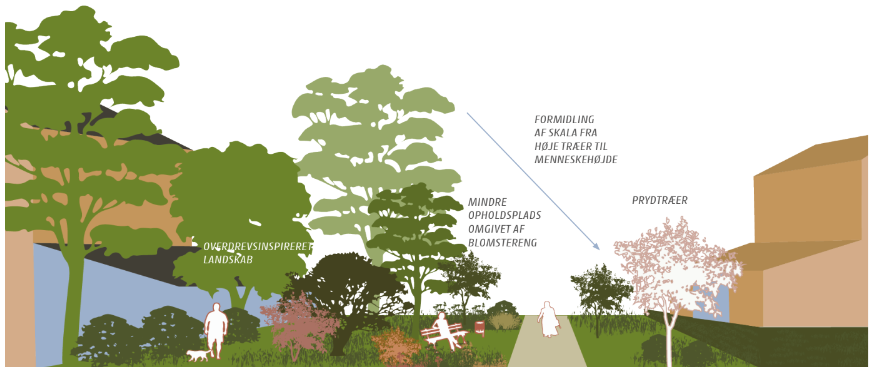 FORMIDLING
AF SKALA FRA
HØJE TRÆER TIL
MENNESKEHØJDE
MINDRE
OPHOLDSPLADS
OMGIVET AF
BLOMSTERENG
PRYDTRÆER
OVERDREVSINSPIRERET
LANDSKAB